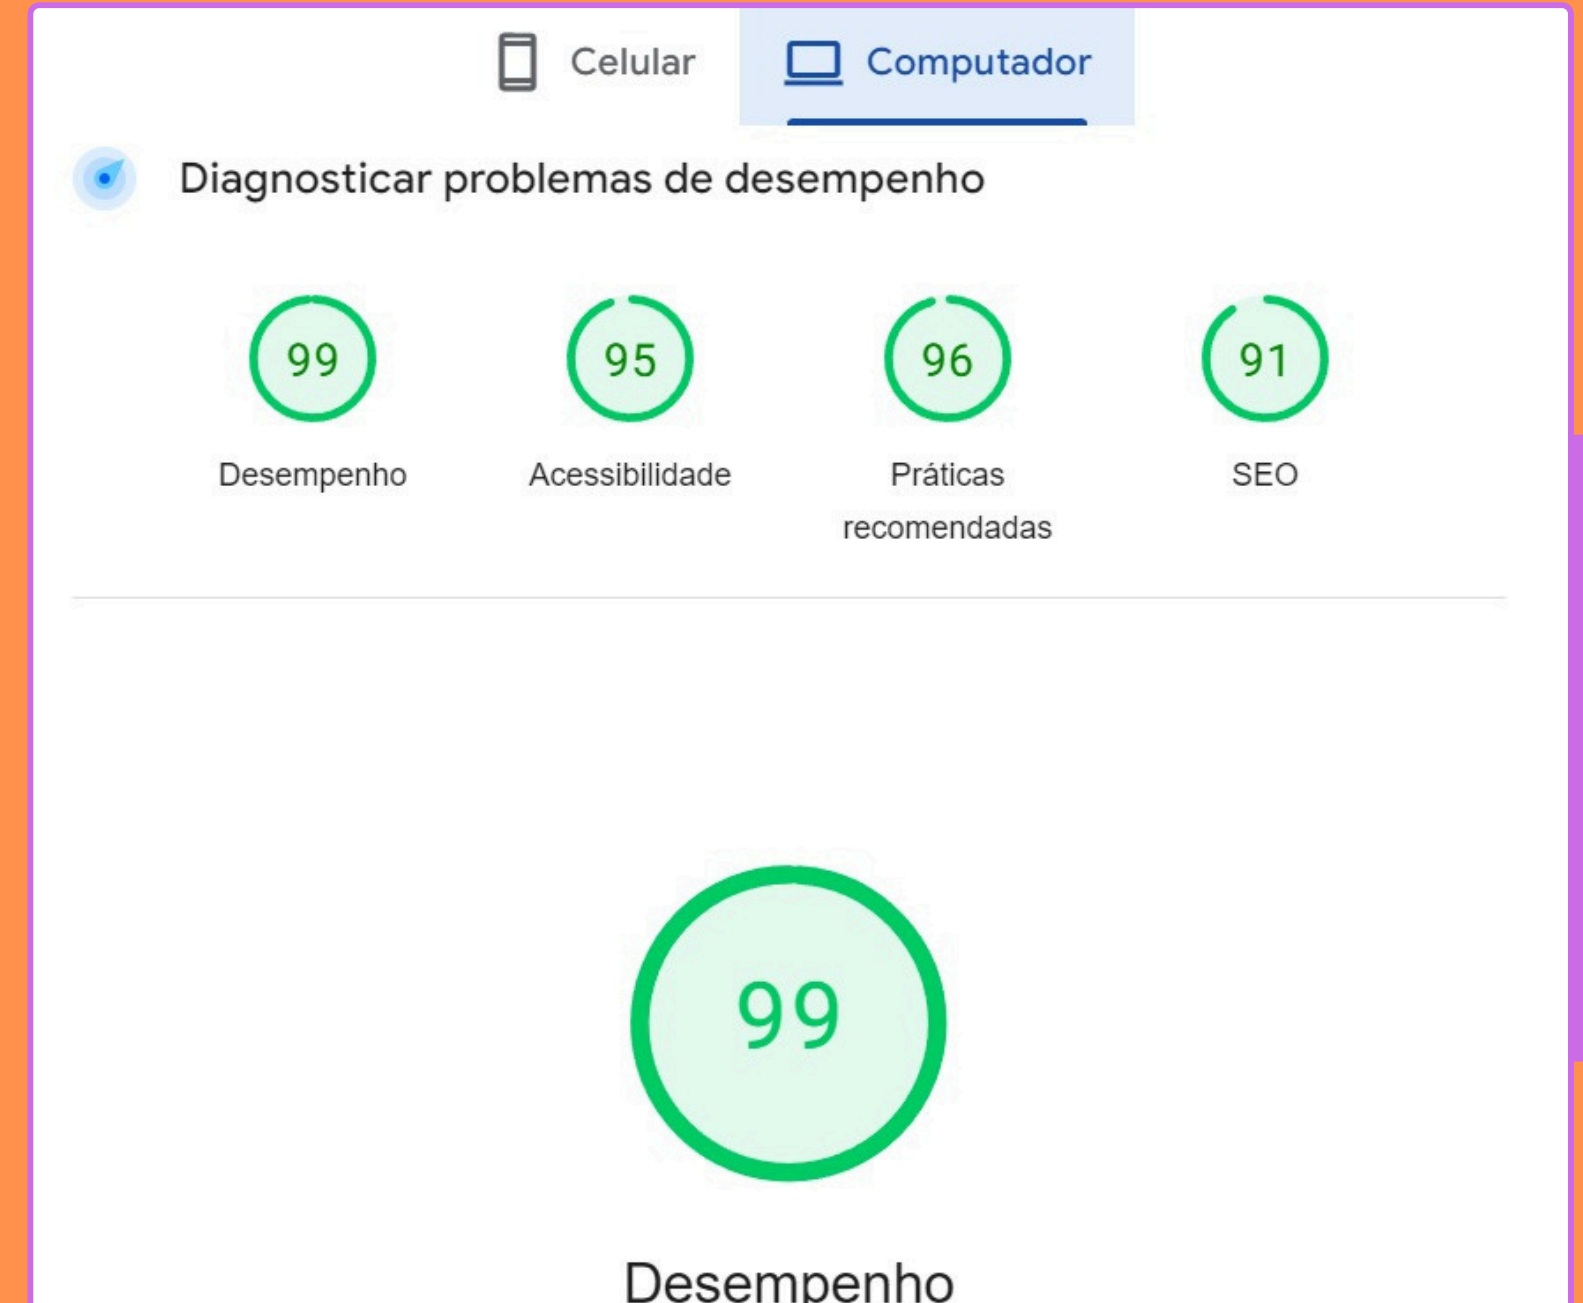 Celular
Computador
Diagnosticar problemas de desempenho
99
95
96
91
Desempenho
Acessibilidade
Práticas
recomendadas
SEO
99
Desempenho